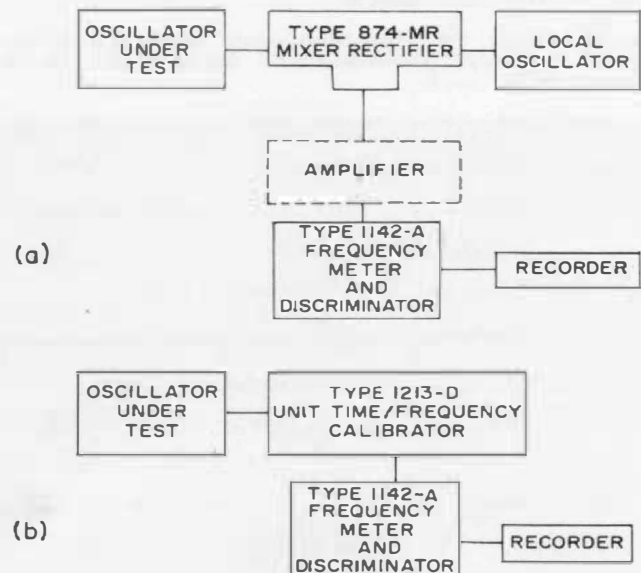 OSCILLATOR
UNDER
TEST
TYPE 874-MR
MIXER RECTIFIER
LOCAL
OSCILLATOR
AMPLIFIER
(a)
TYPE 1142-A
FREQUENCY
METER
AND
DISCRIMINATOR
RECORDER
OSCILLATOR
UNDER
TEST
TYPE 1213-D
UNIT TIME/FREQUENCY
CALIBRATOR
(b)
TYPE 1142-A
FREQUENCY
METER
AND
DISCRIMINATOR
RECORDER